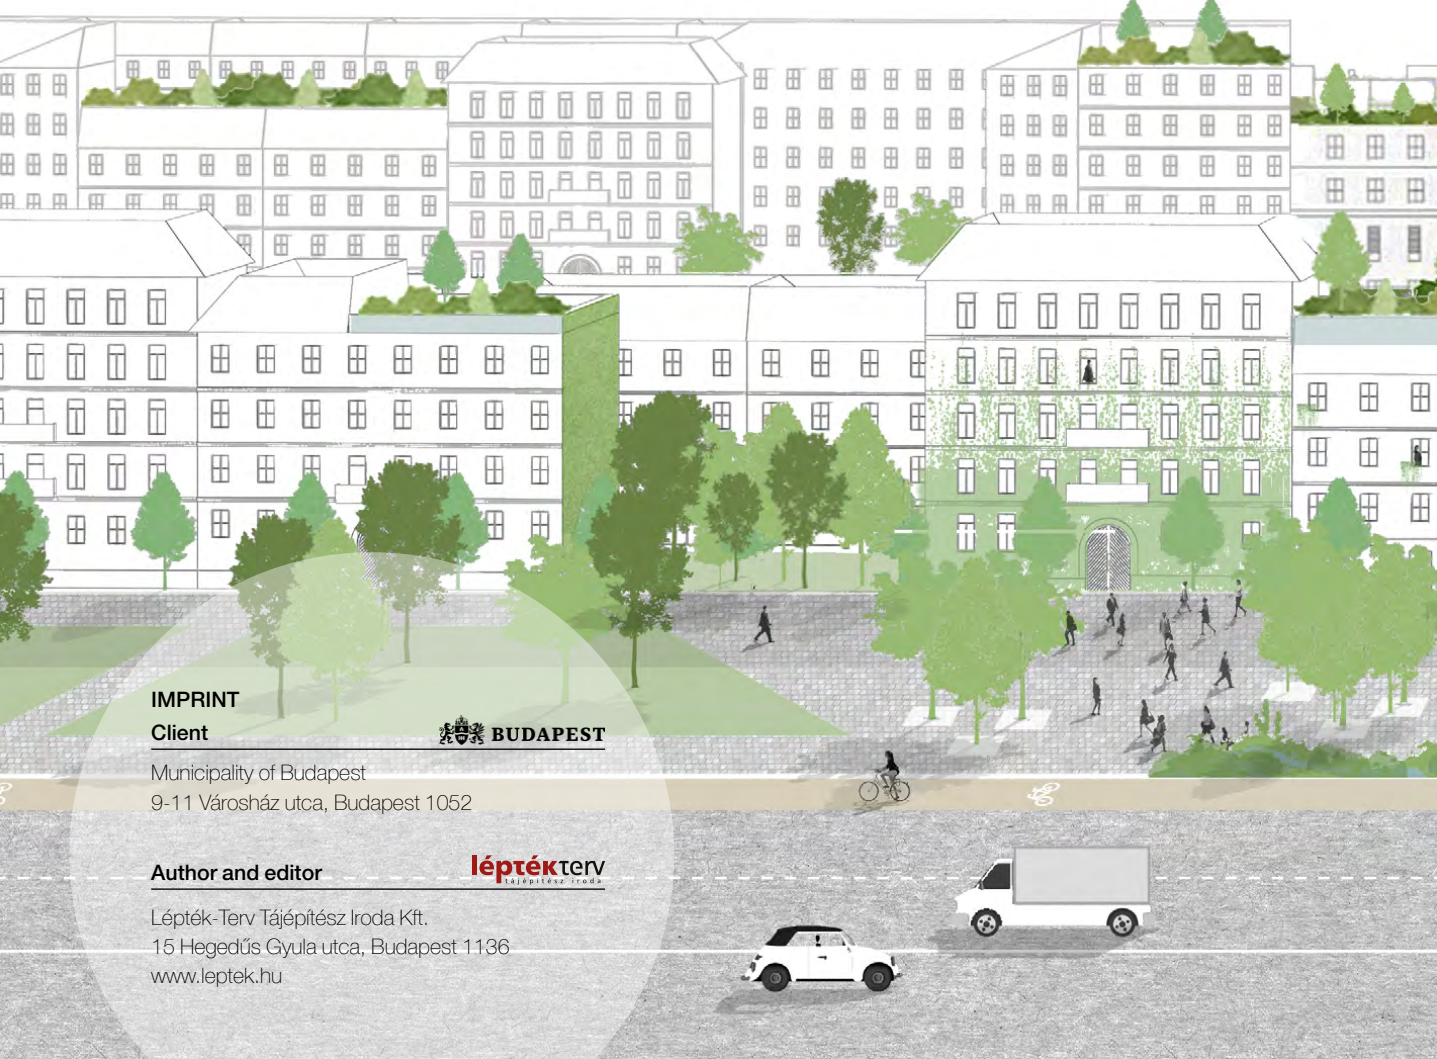 IMPRINT
Client
BUDAPEST
Municipality of Budapest
9-11 Városház utca, Budapest 1052
Author and editor
léptékterv
tájépítész iroda
Lépték-Terv Tájépítész Iroda Kft.
15 Hegedűs Gyula utca, Budapest 1136
www.leptek.hu